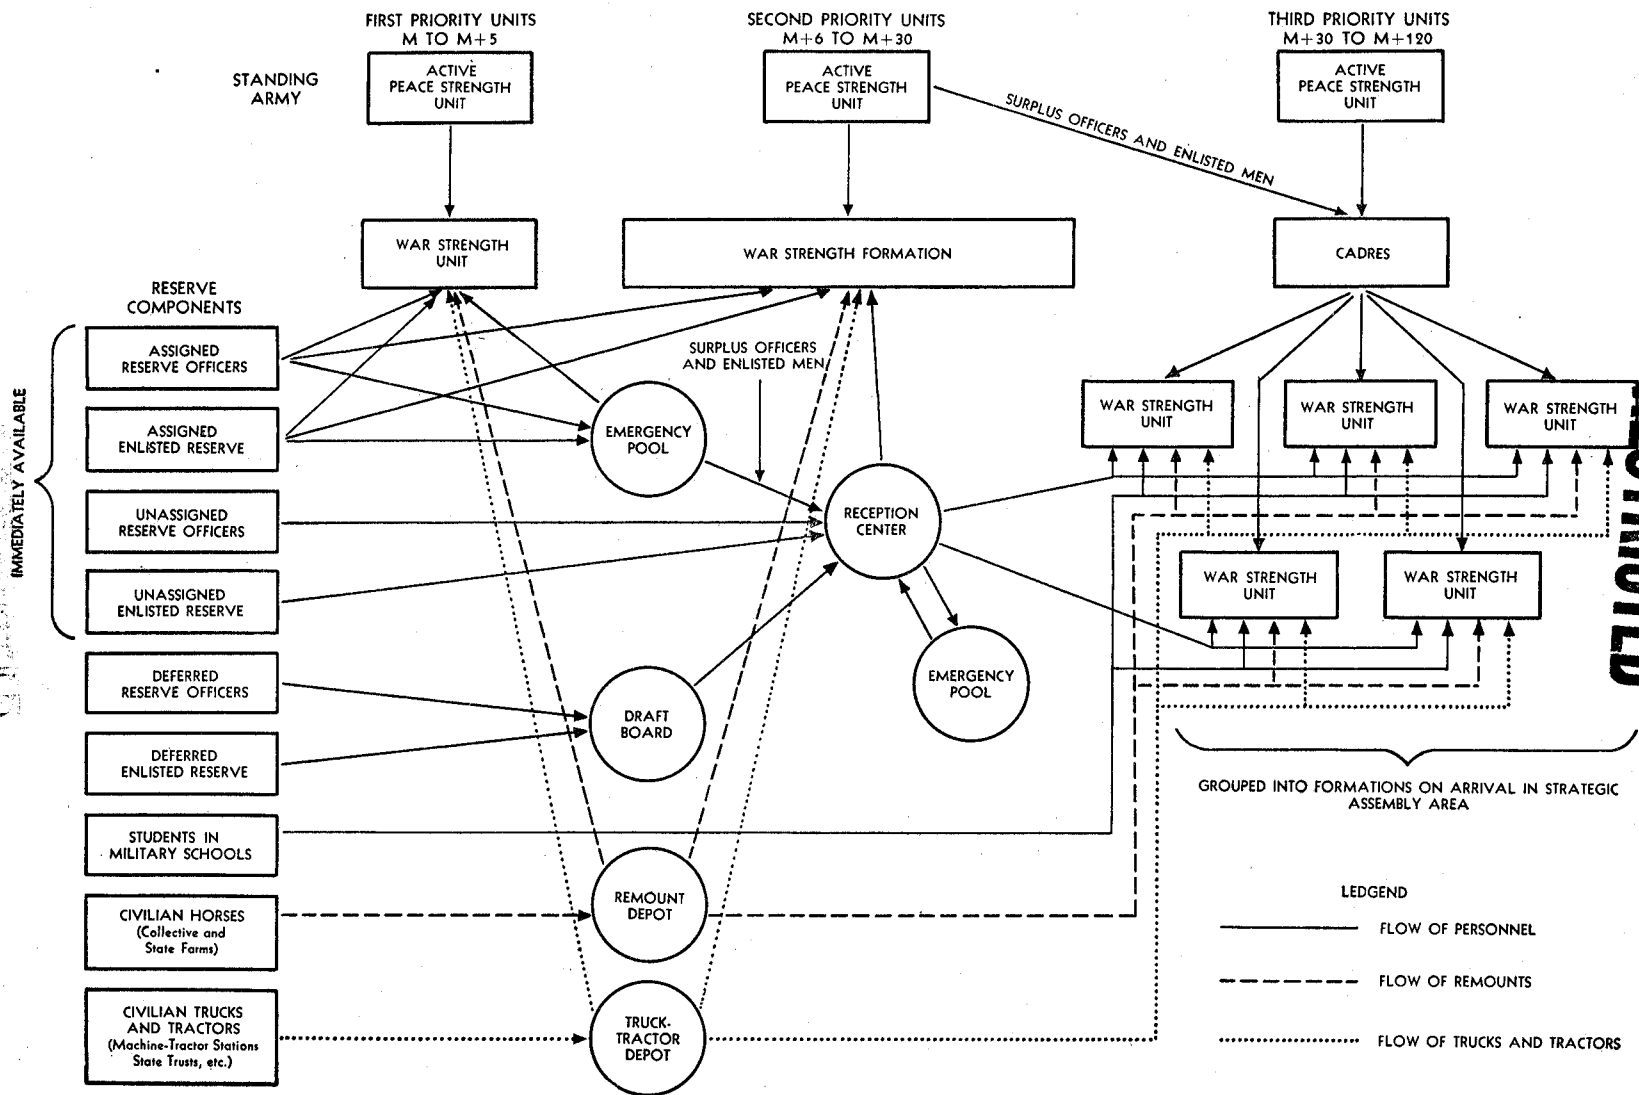 FIRST PRIORITY UNITS
M TO M+5
SECOND PRIORITY UNITS
M+6 TO M+30
THIRD PRIORITY UNITS
M+30 TO M+120
STANDING
ARMY
ACTIVE
PEACE STRENGTH
UNIT
ACTIVE
PEACE STRENGTH
UNIT
ACTIVE
PEACE STRENGTH
UNIT
SURPLUS OFFICERS AND ENLISTED MEN
WAR STRENGTH
UNIT
WAR STRENGTH FORMATION
CADRES
RESERVE
COMPONENTS
IMMEDIATELY AVAILABLE
ASSIGNED
RESERVE OFFICERS
ASSIGNED
ENLISTED RESERVE
UNASSIGNED
RESERVE OFFICERS
UNASSIGNED
ENLISTED RESERVE
DEFERRED
RESERVE OFFICERS
DEFERRED
ENLISTED RESERVE
STUDENTS IN
MILITARY SCHOOLS
CIVILIAN HORSES
(Collective and
State Farms)
CIVILIAN TRUCKS
AND TRACTORS
(Machine-Tractor Stations
State Trusts, etc.)
SURPLUS OFFICERS
AND ENLISTED MEN
EMERGENCY
POOL
RECEPTION
CENTER
EMERGENCY
POOL
DRAFT
BOARD
REMOUNT
DEPOT
TRUCK-
TRACTOR
DEPOT
WAR STRENGTH
UNIT
WAR STRENGTH
UNIT
WAR STRENGTH
UNIT
WAR STRENGTH
UNIT
WAR STRENGTH
UNIT
GROUPED INTO FORMATIONS ON ARRIVAL IN STRATEGIC
ASSEMBLY AREA
LEDGEND
FLOW OF PERSONNEL
FLOW OF REMOUNTS
FLOW OF TRUCKS AND TRACTORS